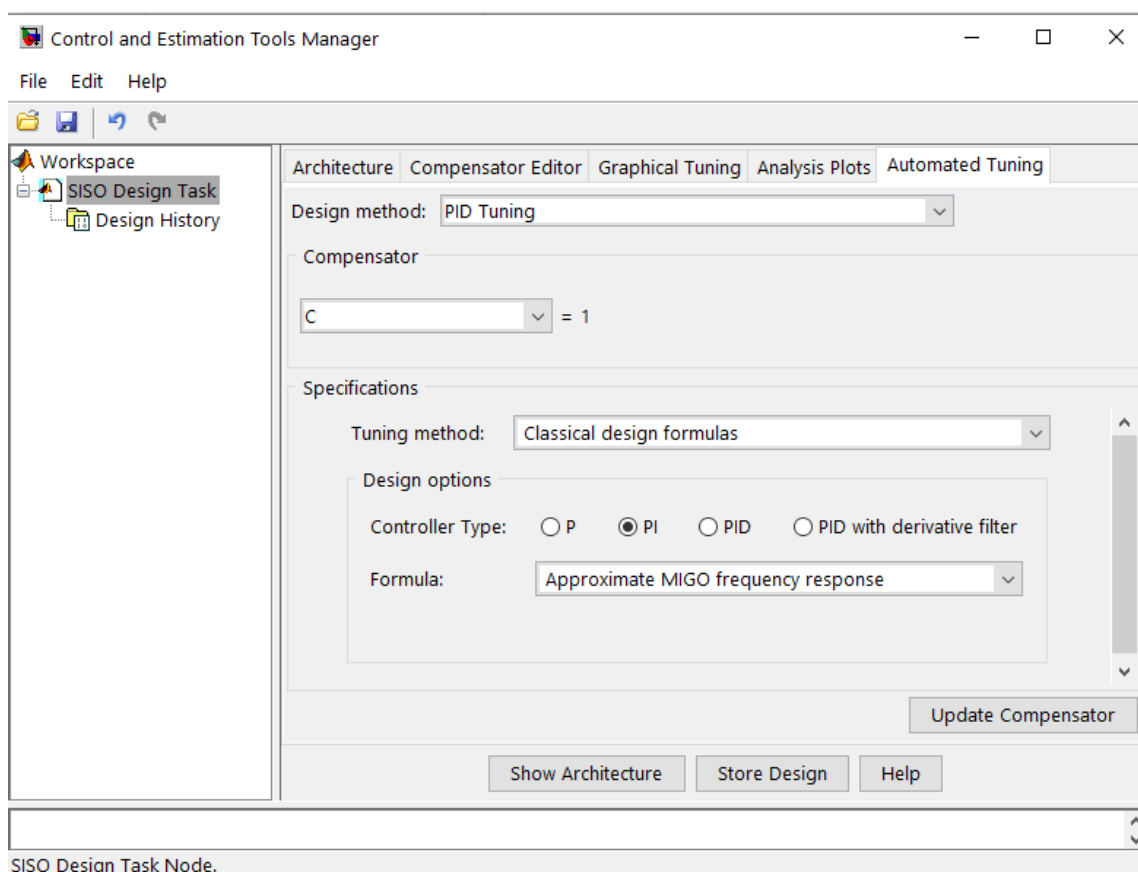 Control and Estimation Tools Manager
File Edit Help
Workspace
SISO Design Task
Design History
Architecture Compensator Editor Graphical Tuning Analysis Plots Automated Tuning
Design method: PID Tuning
Compensator
C = 1
Specifications
Tuning method: Classical design formulas
Design options
Controller Type: P PI PID PID with derivative filter
Formula: Approximate MIGO frequency response
Update Compensator
Show Architecture Store Design Help
SISO Design Task Node.